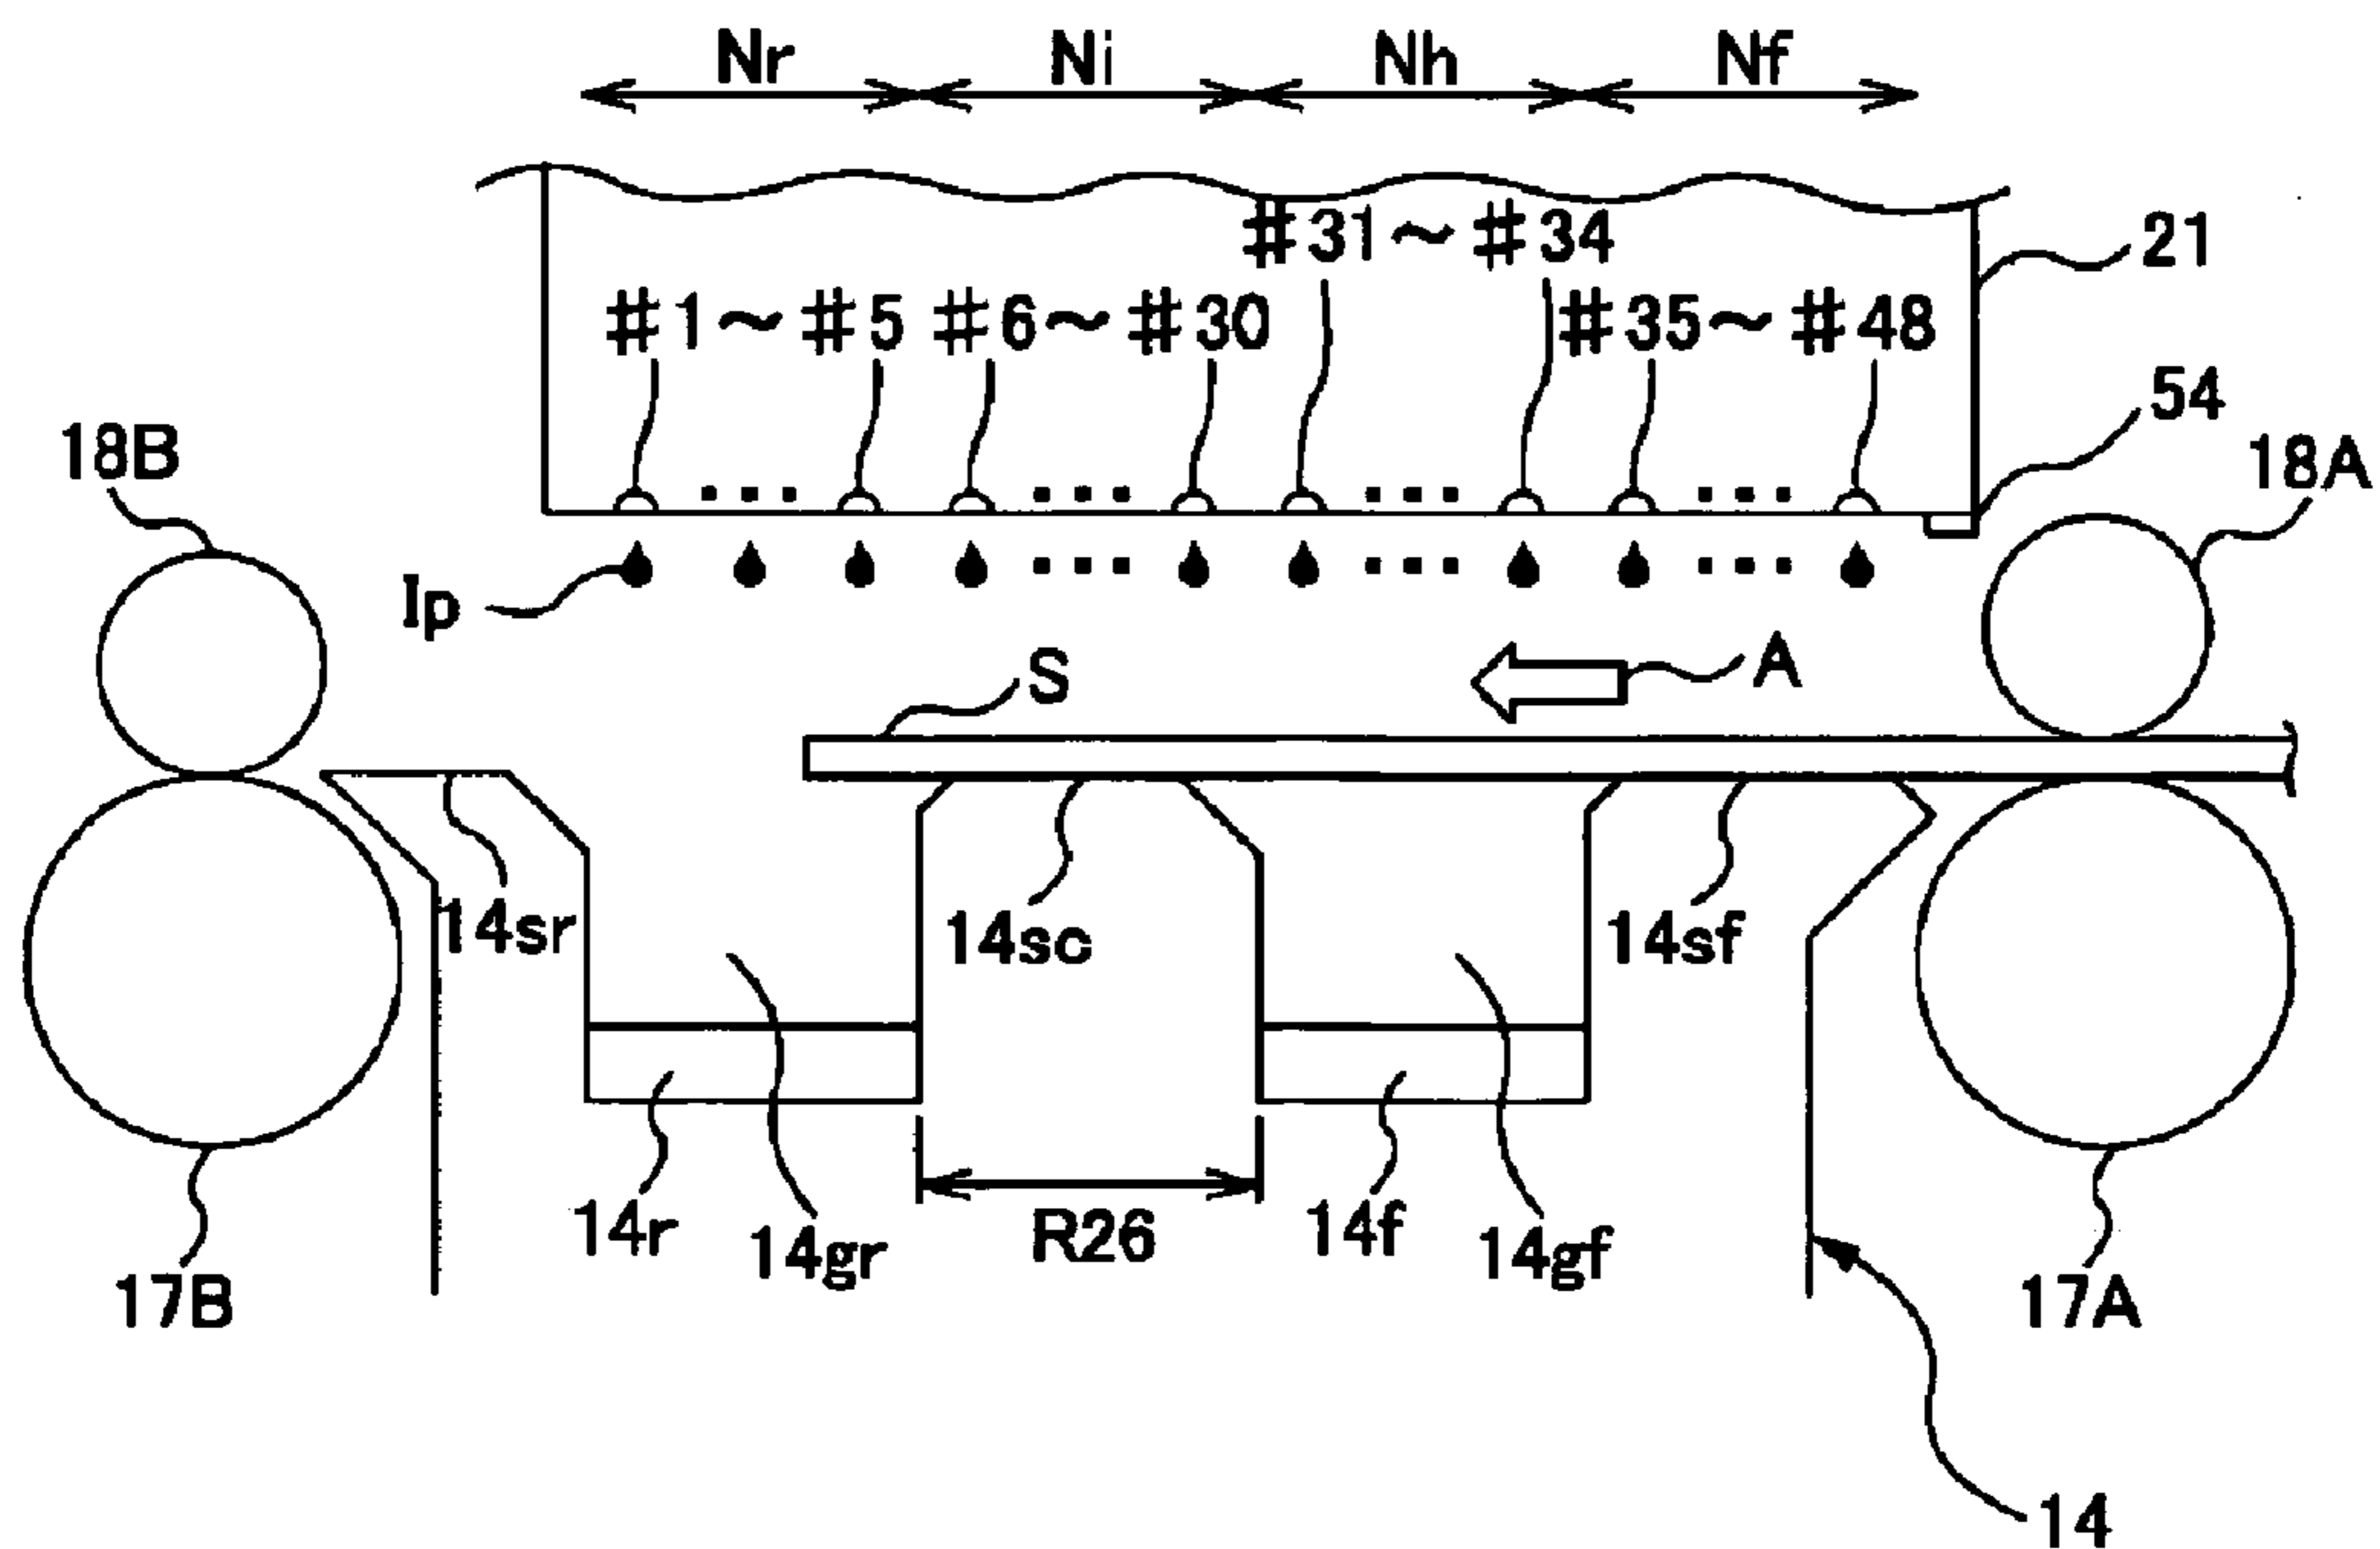 Nr Ni Nh Nf
#31～#34
21
#1～#5 #6～#30 #35～#48
54
18B
18A
Ip
S
A
14sr
14sc
14sf
14r
14gr
R26
14f
14gf
17B
17A
14